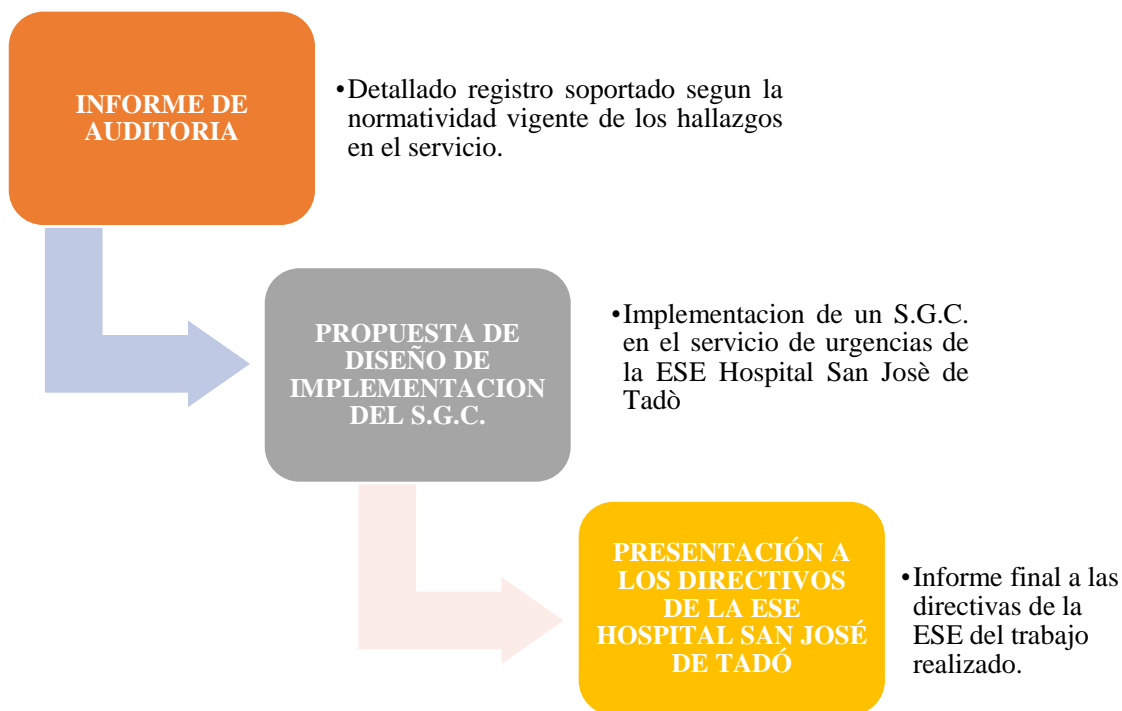 INFORME DE
AUDITORIA
•Detallado registro soportado segun la
normatividad vigente de los hallazgos
en el servicio.
PROPUESTA DE
DISEÑO DE
IMPLEMENTACION
DEL S.G.C.
•Implementacion de un S.G.C.
en el servicio de urgencias de
la ESE Hospital San Josè de
Tadò
PRESENTACIÓN A
LOS DIRECTIVOS
DE LA ESE
HOSPITAL SAN JOSÉ
DE TADÓ
•Informe final a las
directivas de la
ESE del trabajo
realizado.